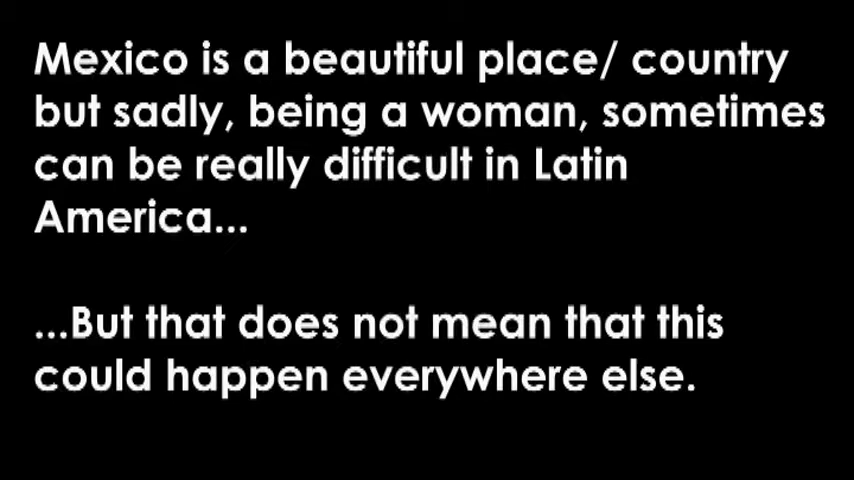 Mexico is a beautiful place/ country
but sadly, being a woman, sometimes
can be really difficult in Latin
America...
...But that does not mean that this
could happen everywhere else.